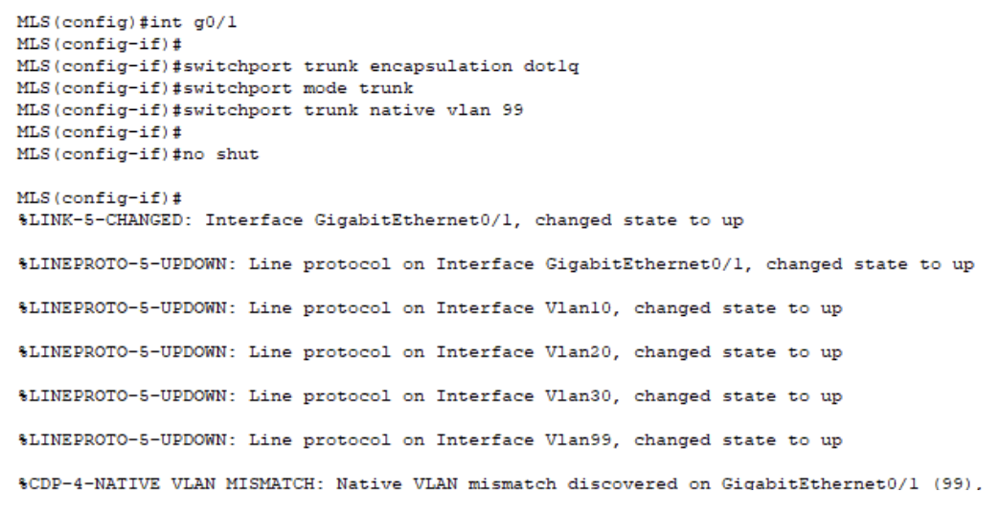 MLS(config)#int g0/1
MLS(config-if)#
MLS(config-if)#switchport trunk encapsulation dot1q
MLS(config-if)#switchport mode trunk
MLS(config-if)#switchport trunk native vlan 99
MLS(config-if)#
MLS(config-if)#no shut
MLS(config-if)#
%LINK-5-CHANGED: Interface GigabitEthernet0/1, changed state to up
%LINEPROTO-5-UPDOWN: Line protocol on Interface GigabitEthernet0/1, changed state to up
%LINEPROTO-5-UPDOWN: Line protocol on Interface Vlan10, changed state to up
%LINEPROTO-5-UPDOWN: Line protocol on Interface Vlan20, changed state to up
%LINEPROTO-5-UPDOWN: Line protocol on Interface Vlan30, changed state to up
%LINEPROTO-5-UPDOWN: Line protocol on Interface Vlan99, changed state to up
%CDP-4-NATIVE VLAN MISMATCH: Native VLAN mismatch discovered on GigabitEthernet0/1 (99),